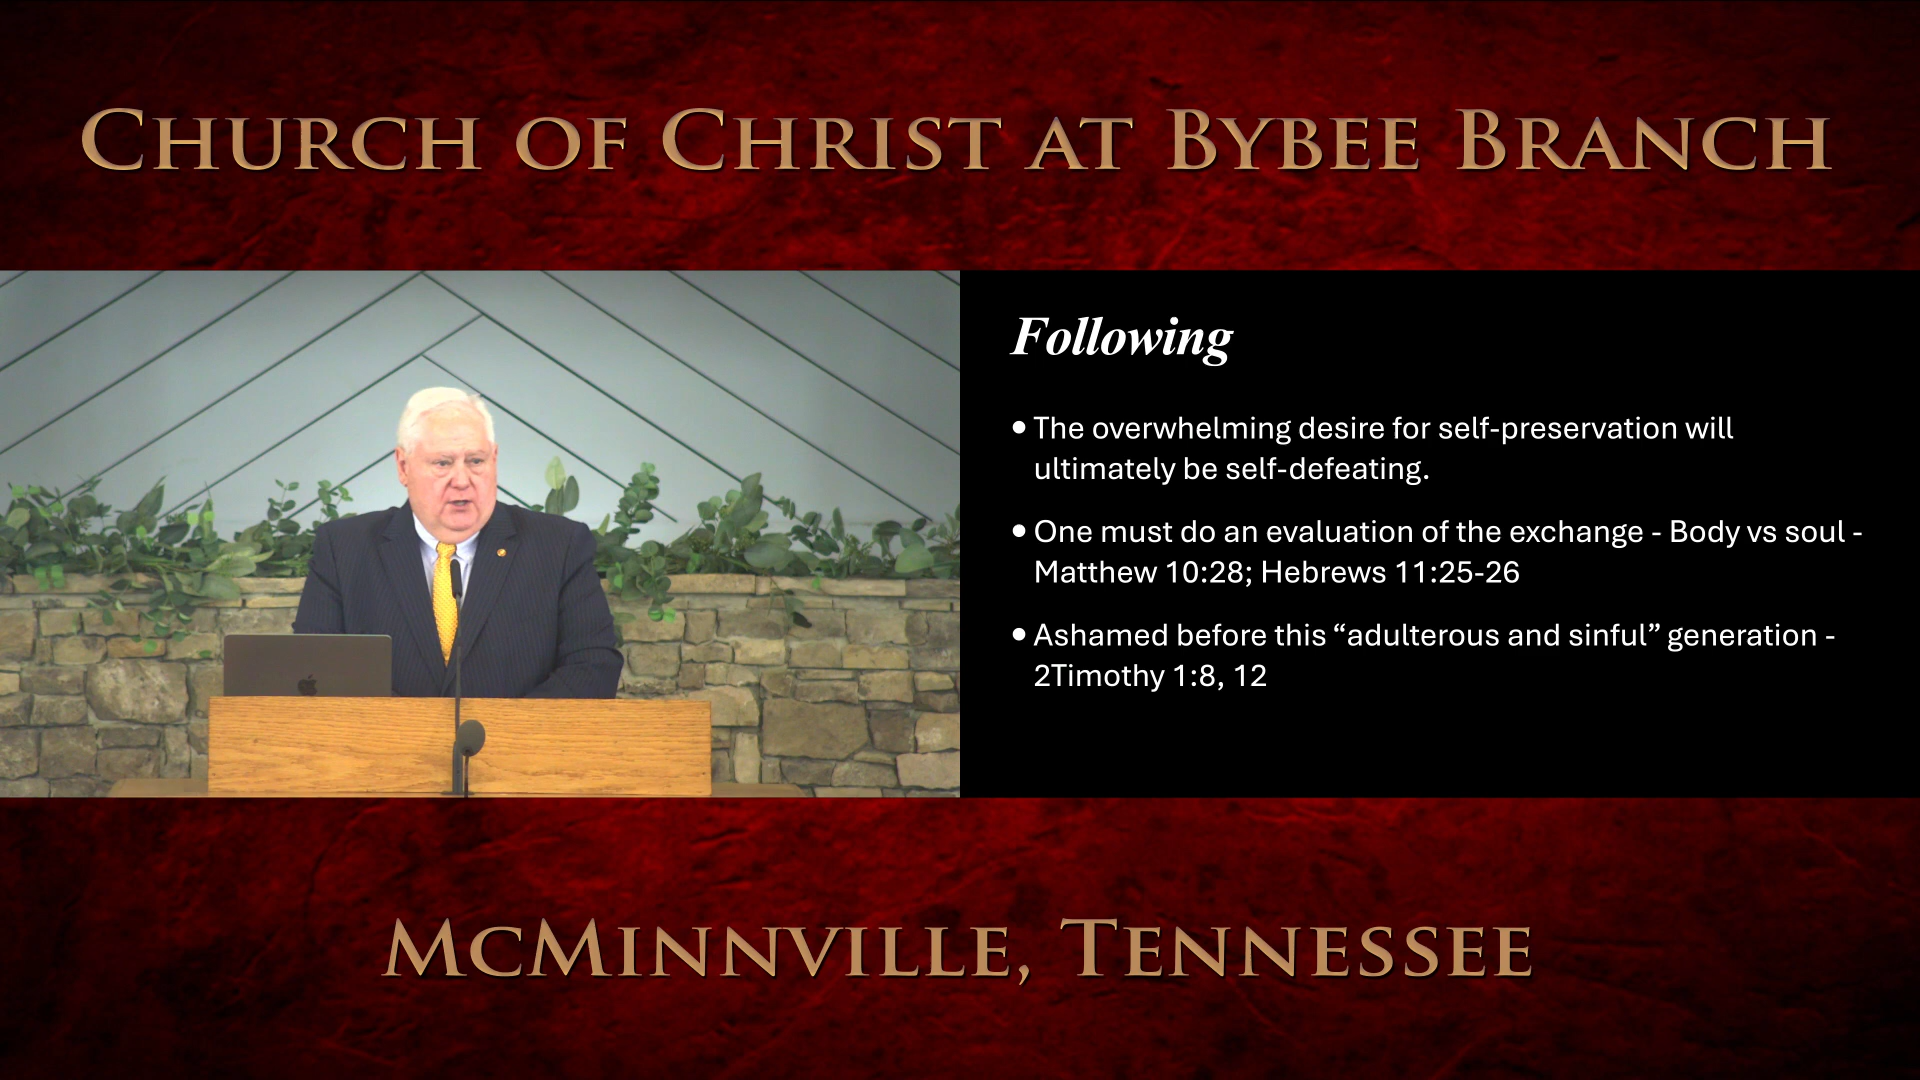 Church of Christ at Bybee Branch
Following
• The overwhelming desire for self-preservation will
ultimately be self-defeating.
• One must do an evaluation of the exchange - Body vs soul -
Matthew 10:28; Hebrews 11:25-26
• Ashamed before this “adulterous and sinful” generation -
2Timothy 1:8, 12
McMinnville, Tennessee